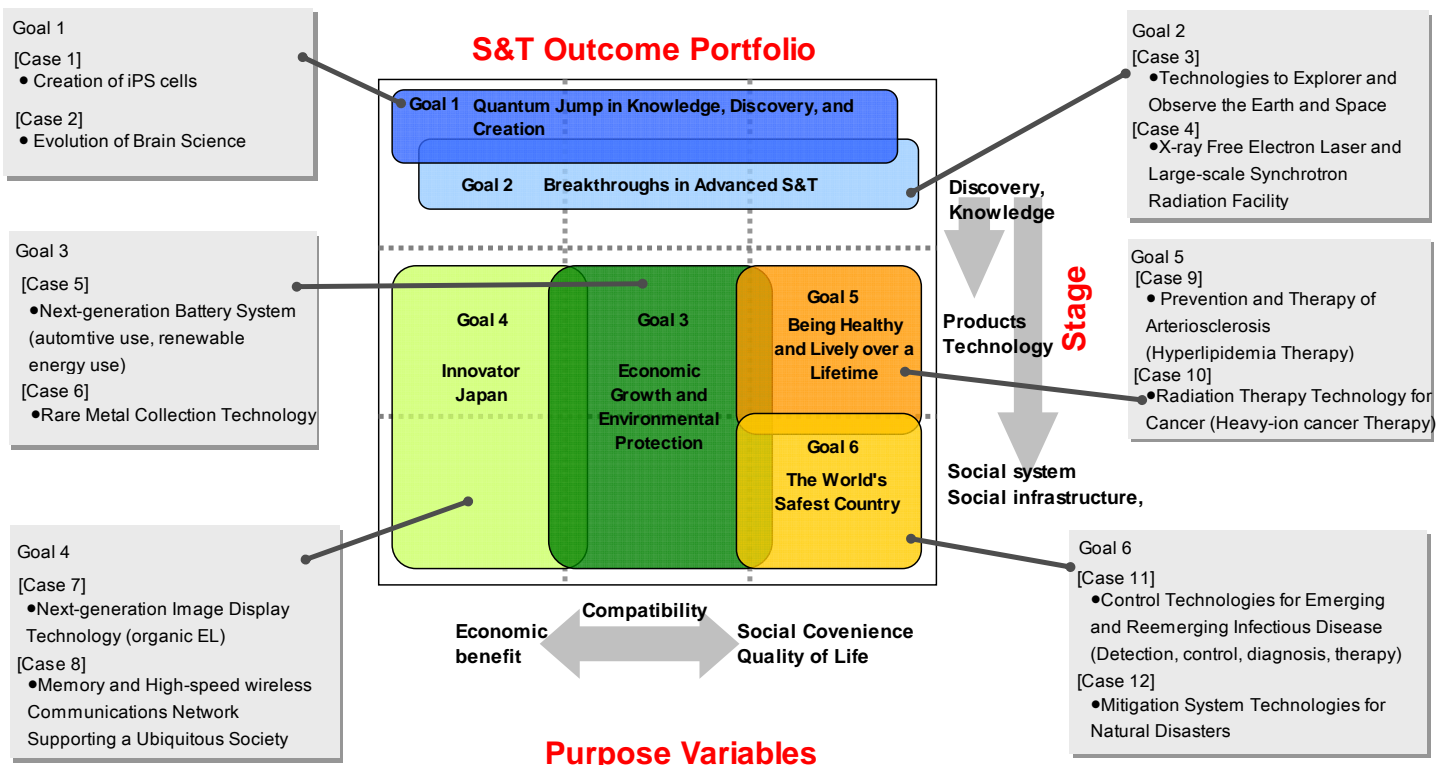 Goal 1
[Case 1]
● Creation of iPS cells
[Case 2]
● Evolution of Brain Science
S&T Outcome Portfolio
Goal 1 Quantum Jump in Knowledge, Discovery, and
Creation
Goal 2 Breakthroughs in Advanced S&T
Goal 2
[Case 3]
●Technologies to Explorer and
Observe the Earth and Space
[Case 4]
●X-ray Free Electron Laser and
Large-scale Synchrotron
Radiation Facility
Discovery,
Knowledge
Products
Technology
Social system
Social infrastructure,
Stage
Goal 3
[Case 5]
●Next-generation Battery System
(automtive use, renewable
energy use)
[Case 6]
●Rare Metal Collection Technology
Goal 4
Innovator
Japan
Goal 3
Economic
Growth and
Environmental
Protection
Goal 5
Being Healthy
and Lively over a
Lifetime
Goal 6
The World's
Safest Country
Goal 5
[Case 9]
● Prevention and Therapy of
Arteriosclerosis
(Hyperlipidemia Therapy)
[Case 10]
●Radiation Therapy Technology for
Cancer (Heavy-ion cancer Therapy)
Goal 4
[Case 7]
●Next-generation Image Display
Technology (organic EL)
[Case 8]
●Memory and High-speed wireless
Communications Network
Supporting a Ubiquitous Society
Compatibility
Economic
benefit
Social Covenience
Quality of Life
Purpose Variables
Goal 6
[Case 11]
●Control Technologies for Emerging
and Reemerging Infectious Disease
(Detection, control, diagnosis, therapy)
[Case 12]
●Mitigation System Technologies for
Natural Disasters